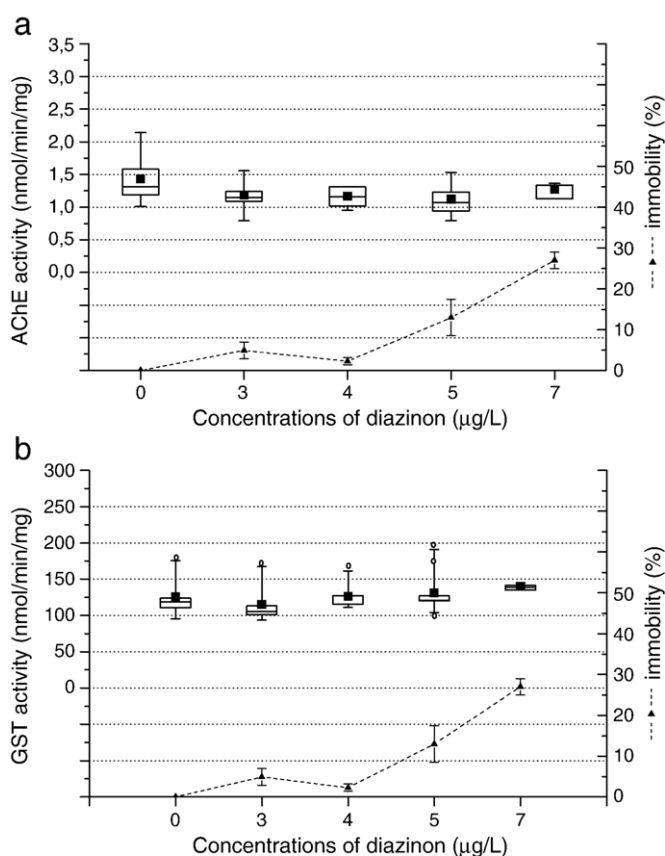 a
3,5
3,0
2,5
2,0
1,5
1,0
0,5
0,0
AChE activity (nmol/min/mg)
50
40
30
20
10
0
immobility (%)
0 3 4 5 7
Concentrations of diazinon (µg/L)
b
300
250
200
150
100
50
0
GST activity (nmol/min/mg)
50
40
30
20
10
0
immobility (%)
0 3 4 5 7
Concentrations of diazinon (µg/L)